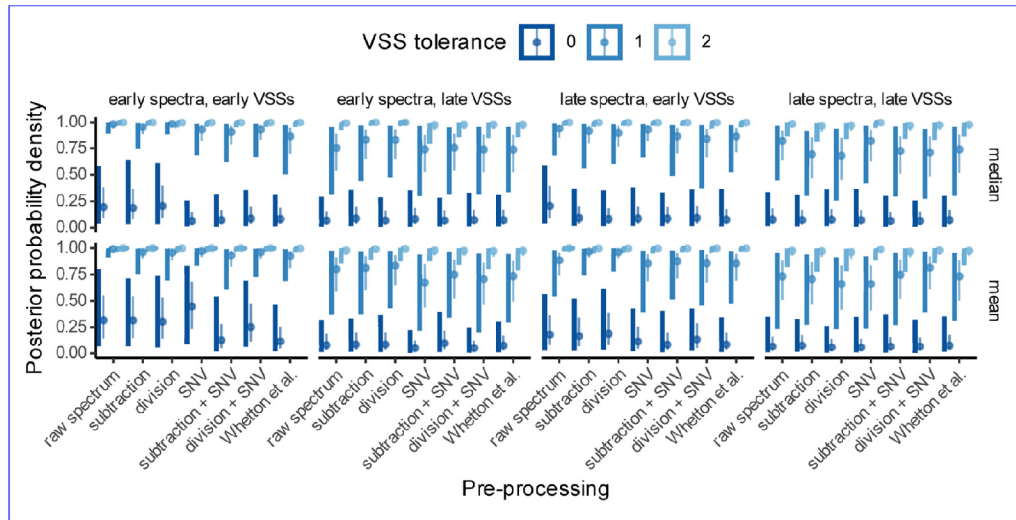 VSS tolerance 0 1 2
early spectra, early VSSs early spectra, late VSSs late spectra, early VSSs late spectra, late VSSs
Posterior probability density
1.00
0.75
0.50
0.25
0.00
median
1.00
0.75
0.50
0.25
0.00
mean
raw spectrum
subtraction
division
SNV
subtraction + SNV
division + SNV
Whetton et al.
raw spectrum
subtraction
division
SNV
subtraction + SNV
division + SNV
Whetton et al.
raw spectrum
subtraction
division
SNV
subtraction + SNV
division + SNV
Whetton et al.
raw spectrum
subtraction
division
SNV
subtraction + SNV
division + SNV
Whetton et al.
Pre-processing